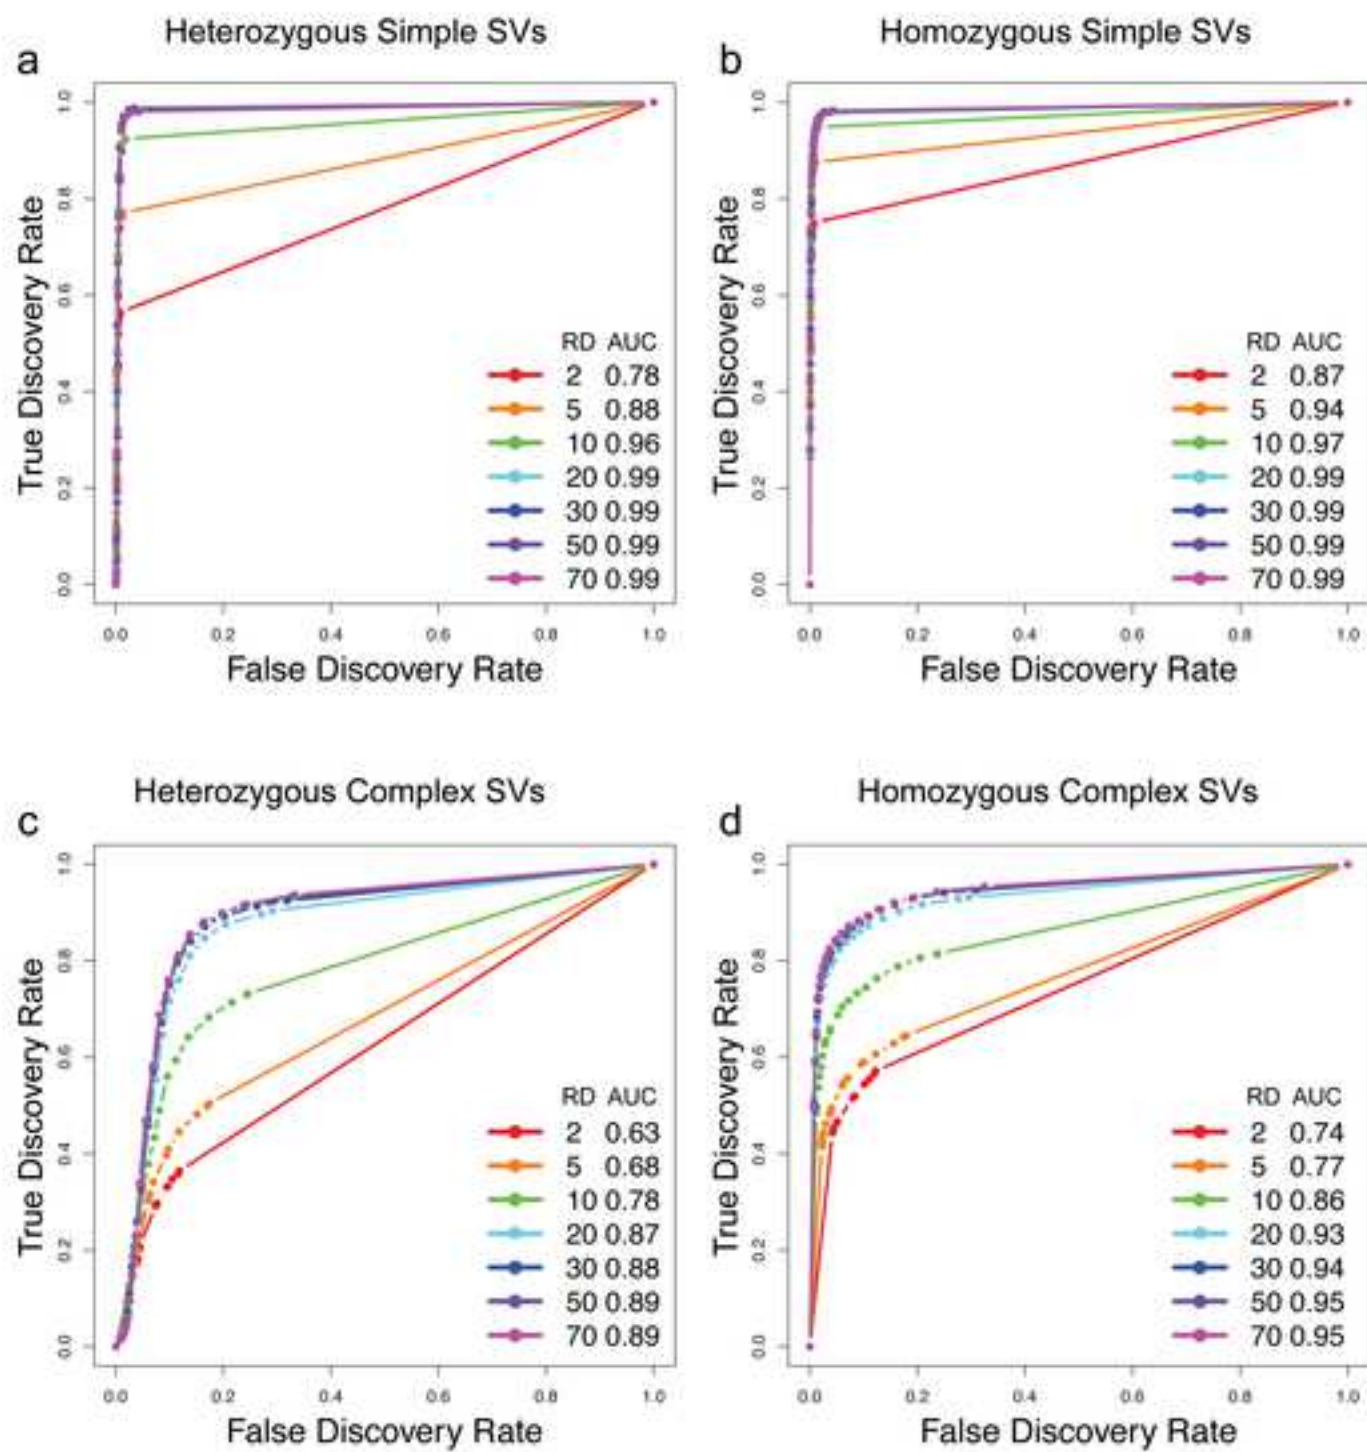 Heterozygous Simple SVs
a
True Discovery Rate
1.0
0.8
0.6
0.4
0.2
0.0
RD AUC
2 0.78
5 0.88
10 0.96
20 0.99
30 0.99
50 0.99
70 0.99
0.0 0.2 0.4 0.6 0.8 1.0
False Discovery Rate
Homozygous Simple SVs
b
True Discovery Rate
1.0
0.8
0.6
0.4
0.2
0.0
RD AUC
2 0.87
5 0.94
10 0.97
20 0.99
30 0.99
50 0.99
70 0.99
0.0 0.2 0.4 0.6 0.8 1.0
False Discovery Rate
Heterozygous Complex SVs
c
True Discovery Rate
1.0
0.8
0.6
0.4
0.2
0.0
RD AUC
2 0.63
5 0.68
10 0.78
20 0.87
30 0.88
50 0.89
70 0.89
0.0 0.2 0.4 0.6 0.8 1.0
False Discovery Rate
Homozygous Complex SVs
d
True Discovery Rate
1.0
0.8
0.6
0.4
0.2
0.0
RD AUC
2 0.74
5 0.77
10 0.86
20 0.93
30 0.94
50 0.95
70 0.95
0.0 0.2 0.4 0.6 0.8 1.0
False Discovery Rate